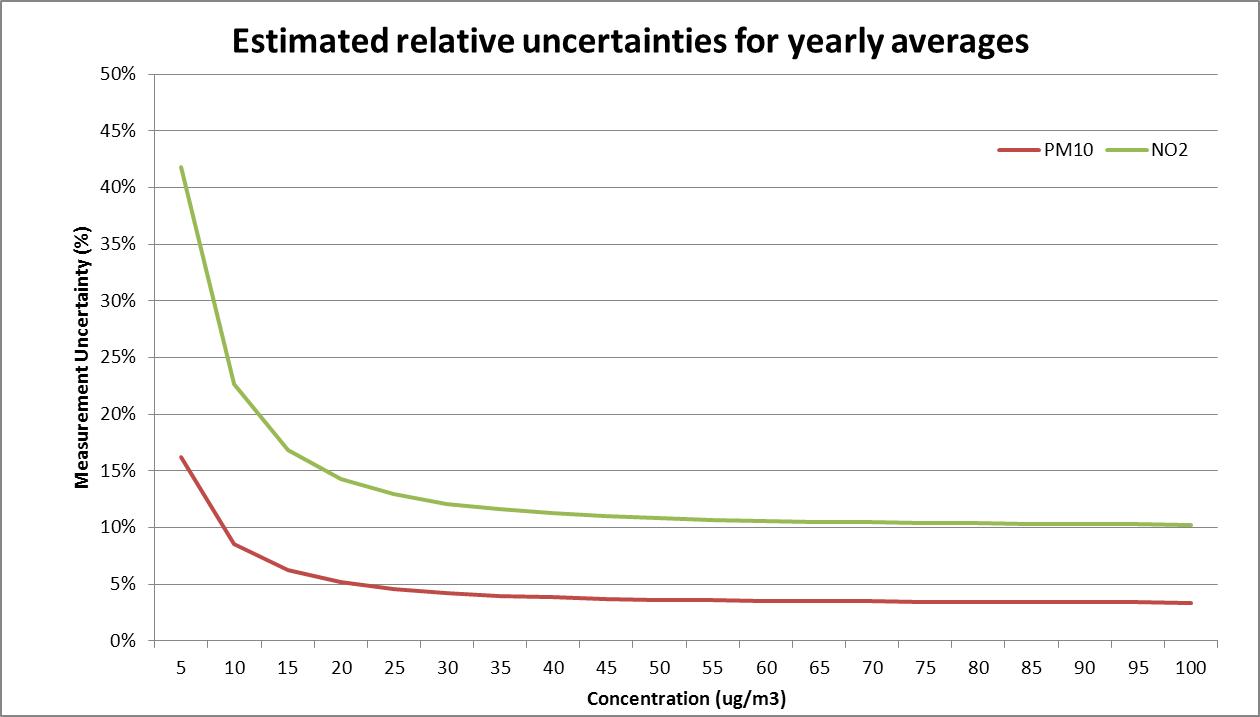 Estimated relative uncertainties for yearly averages
50%
45%
40%
35%
30%
25%
20%
15%
10%
5%
0%
Measurement Uncertainty (%)
PM10 NO2
5 10 15 20 25 30 35 40 45 50 55 60 65 70 75 80 85 90 95 100
Concentration (ug/m3)